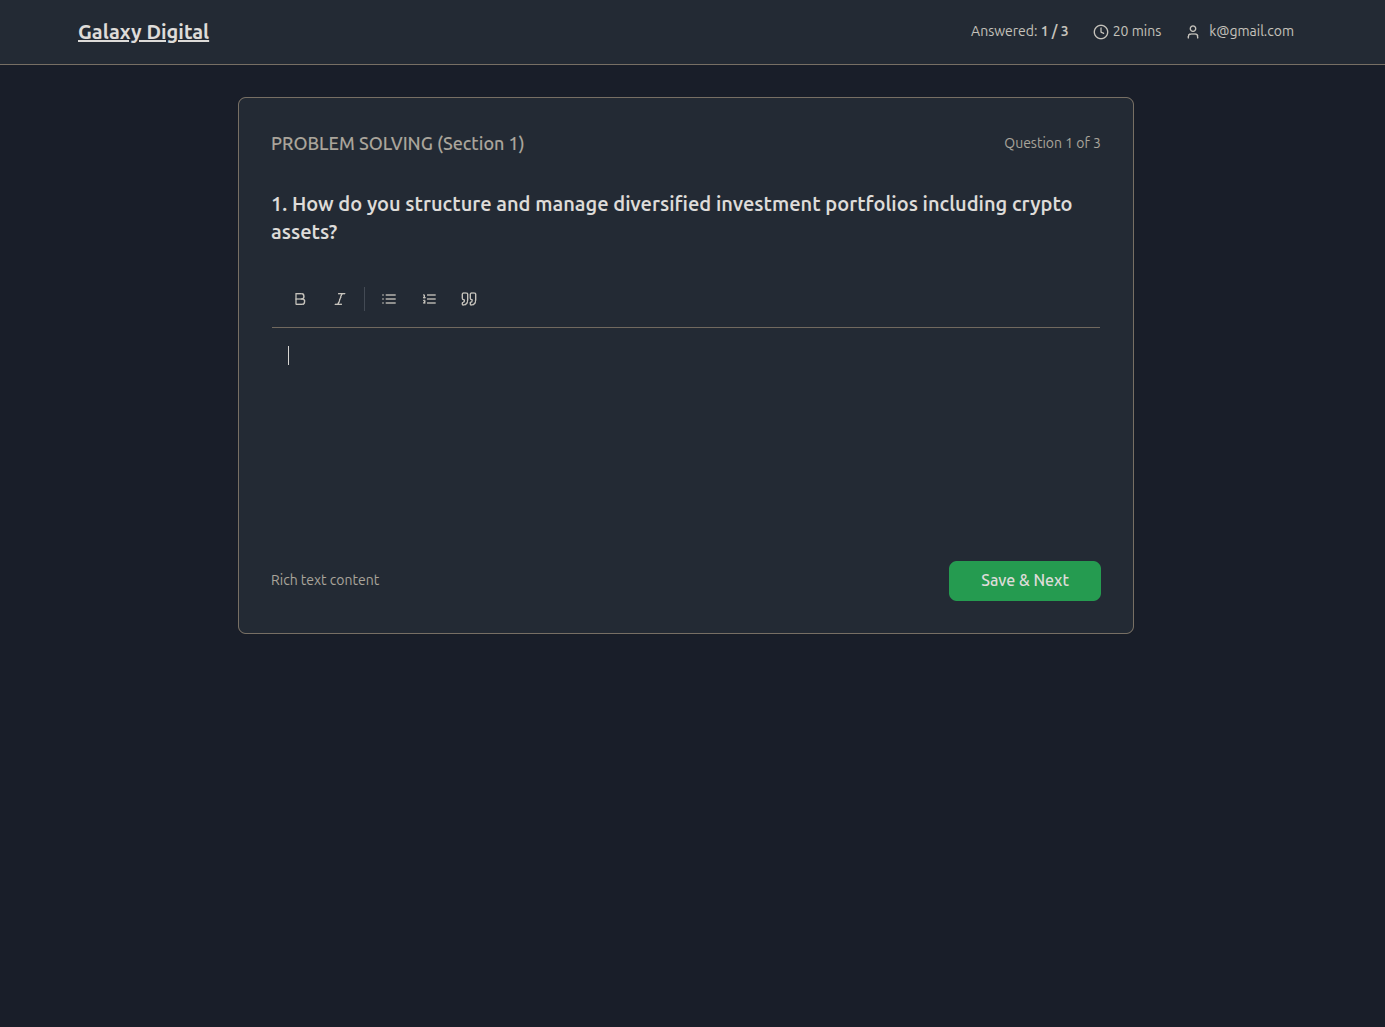 Galaxy Digital
Answered: 1 / 3
20 mins
k@gmail.com
PROBLEM SOLVING (Section 1)
Question 1 of 3
1. How do you structure and manage diversified investment portfolios including crypto
assets?
Rich text content
Save & Next